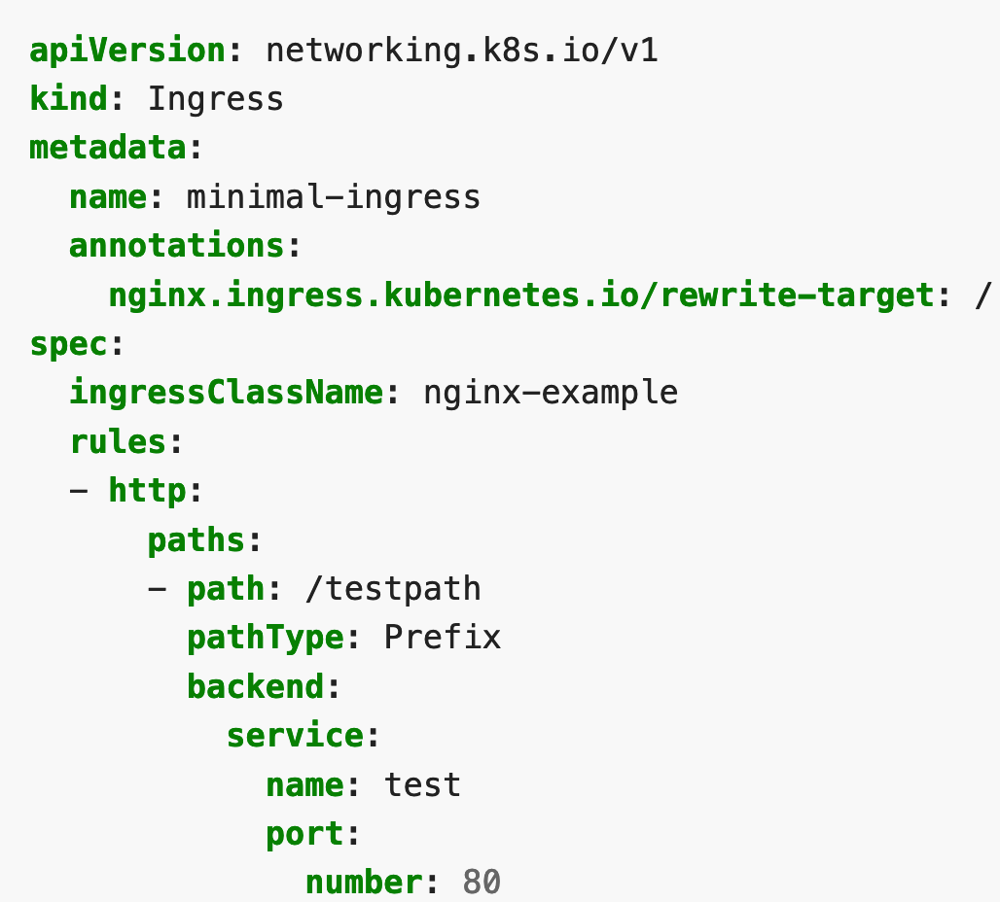 apiVersion: networking.k8s.io/v1
kind: Ingress
metadata:
  name: minimal-ingress
  annotations:
    nginx.ingress.kubernetes.io/rewrite-target: /
spec:
  ingressClassName: nginx-example
  rules:
  - http:
      paths:
      - path: /testpath
        pathType: Prefix
        backend:
          service:
            name: test
            port:
              number: 80